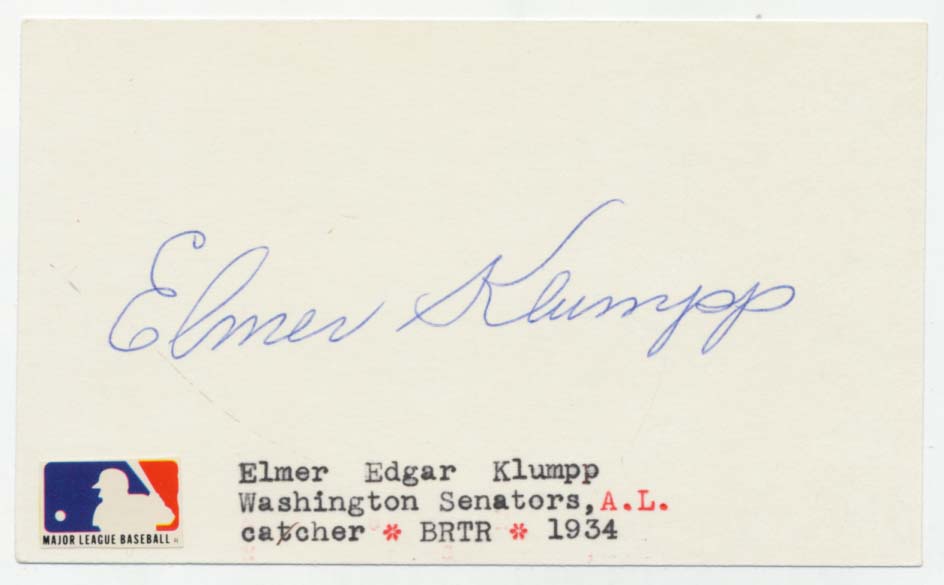 Elmer Klumpp
MAJOR LEAGUE BASEBALL
Elmer Edgar Klumpp
Washington Senators, A.L.
catcher * BRTR * 1934